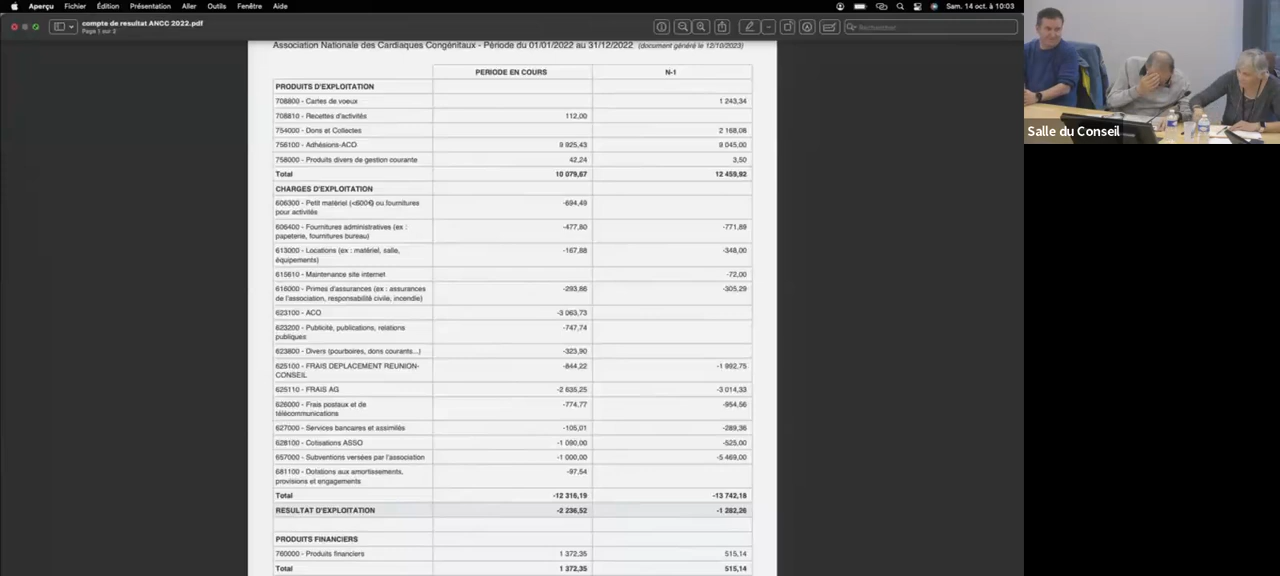 Aperçu Fichier Édition Présentation Aller Outils Fenêtre Aide Sam. 14 oct. à 10:03
compte de resultat ANCC 2022.pdf
Page 1 sur 2
Rechercher
Association Nationale des Cardiaques Congénitaux - Période du 01/01/2022 au 31/12/2022 (document généré le 12/10/2023)
PERIODE EN COURS N-1
PRODUITS D'EXPLOITATION
708800 - Cartes de voeux 1 243,34
708810 - Recettes d'activités 112,00
754000 - Dons et Collectes 2 168,08
756100 - Adhésions-ACO 9 925,43 9 045,00
758000 - Produits divers de gestion courante 42,24 3,50
Total 10 079,67 12 459,92
CHARGES D'EXPLOITATION
606300 - Petit matériel (<600€) ou fournitures
pour activités -694,49
606400 - Fournitures administratives (ex :
papeterie, fournitures bureau) -477,80 -771,89
613000 - Locations (ex : matériel, salle,
équipements) -167,88 -348,00
615610 - Maintenance site internet -72,00
616000 - Primes d'assurances (ex : assurances
de l'association, responsabilité civile, incendie) -293,86 -305,29
623100 - ACO -3 063,73
623200 - Publicité, publications, relations
publiques -747,74
623800 - Divers (pourboires, dons courants...) -323,90
625100 - FRAIS DEPLACEMENT REUNION-
CONSEIL -844,22 -1 992,75
625110 - FRAIS AG -2 635,25 -3 014,33
626000 - Frais postaux et de
télécommunications -774,77 -954,56
627000 - Services bancaires et assimilés -105,01 -289,36
628100 - Cotisations ASSO -1 090,00 -525,00
657000 - Subventions versées par l'association -1 000,00 -5 469,00
681100 - Dotations aux amortissements,
provisions et engagements -97,54
Total -12 316,19 -13 742,18
RESULTAT D'EXPLOITATION -2 236,52 -1 282,26
PRODUITS FINANCIERS
760000 - Produits financiers 1 372,35 515,14
Total 1 372,35 515,14
Salle du Conseil